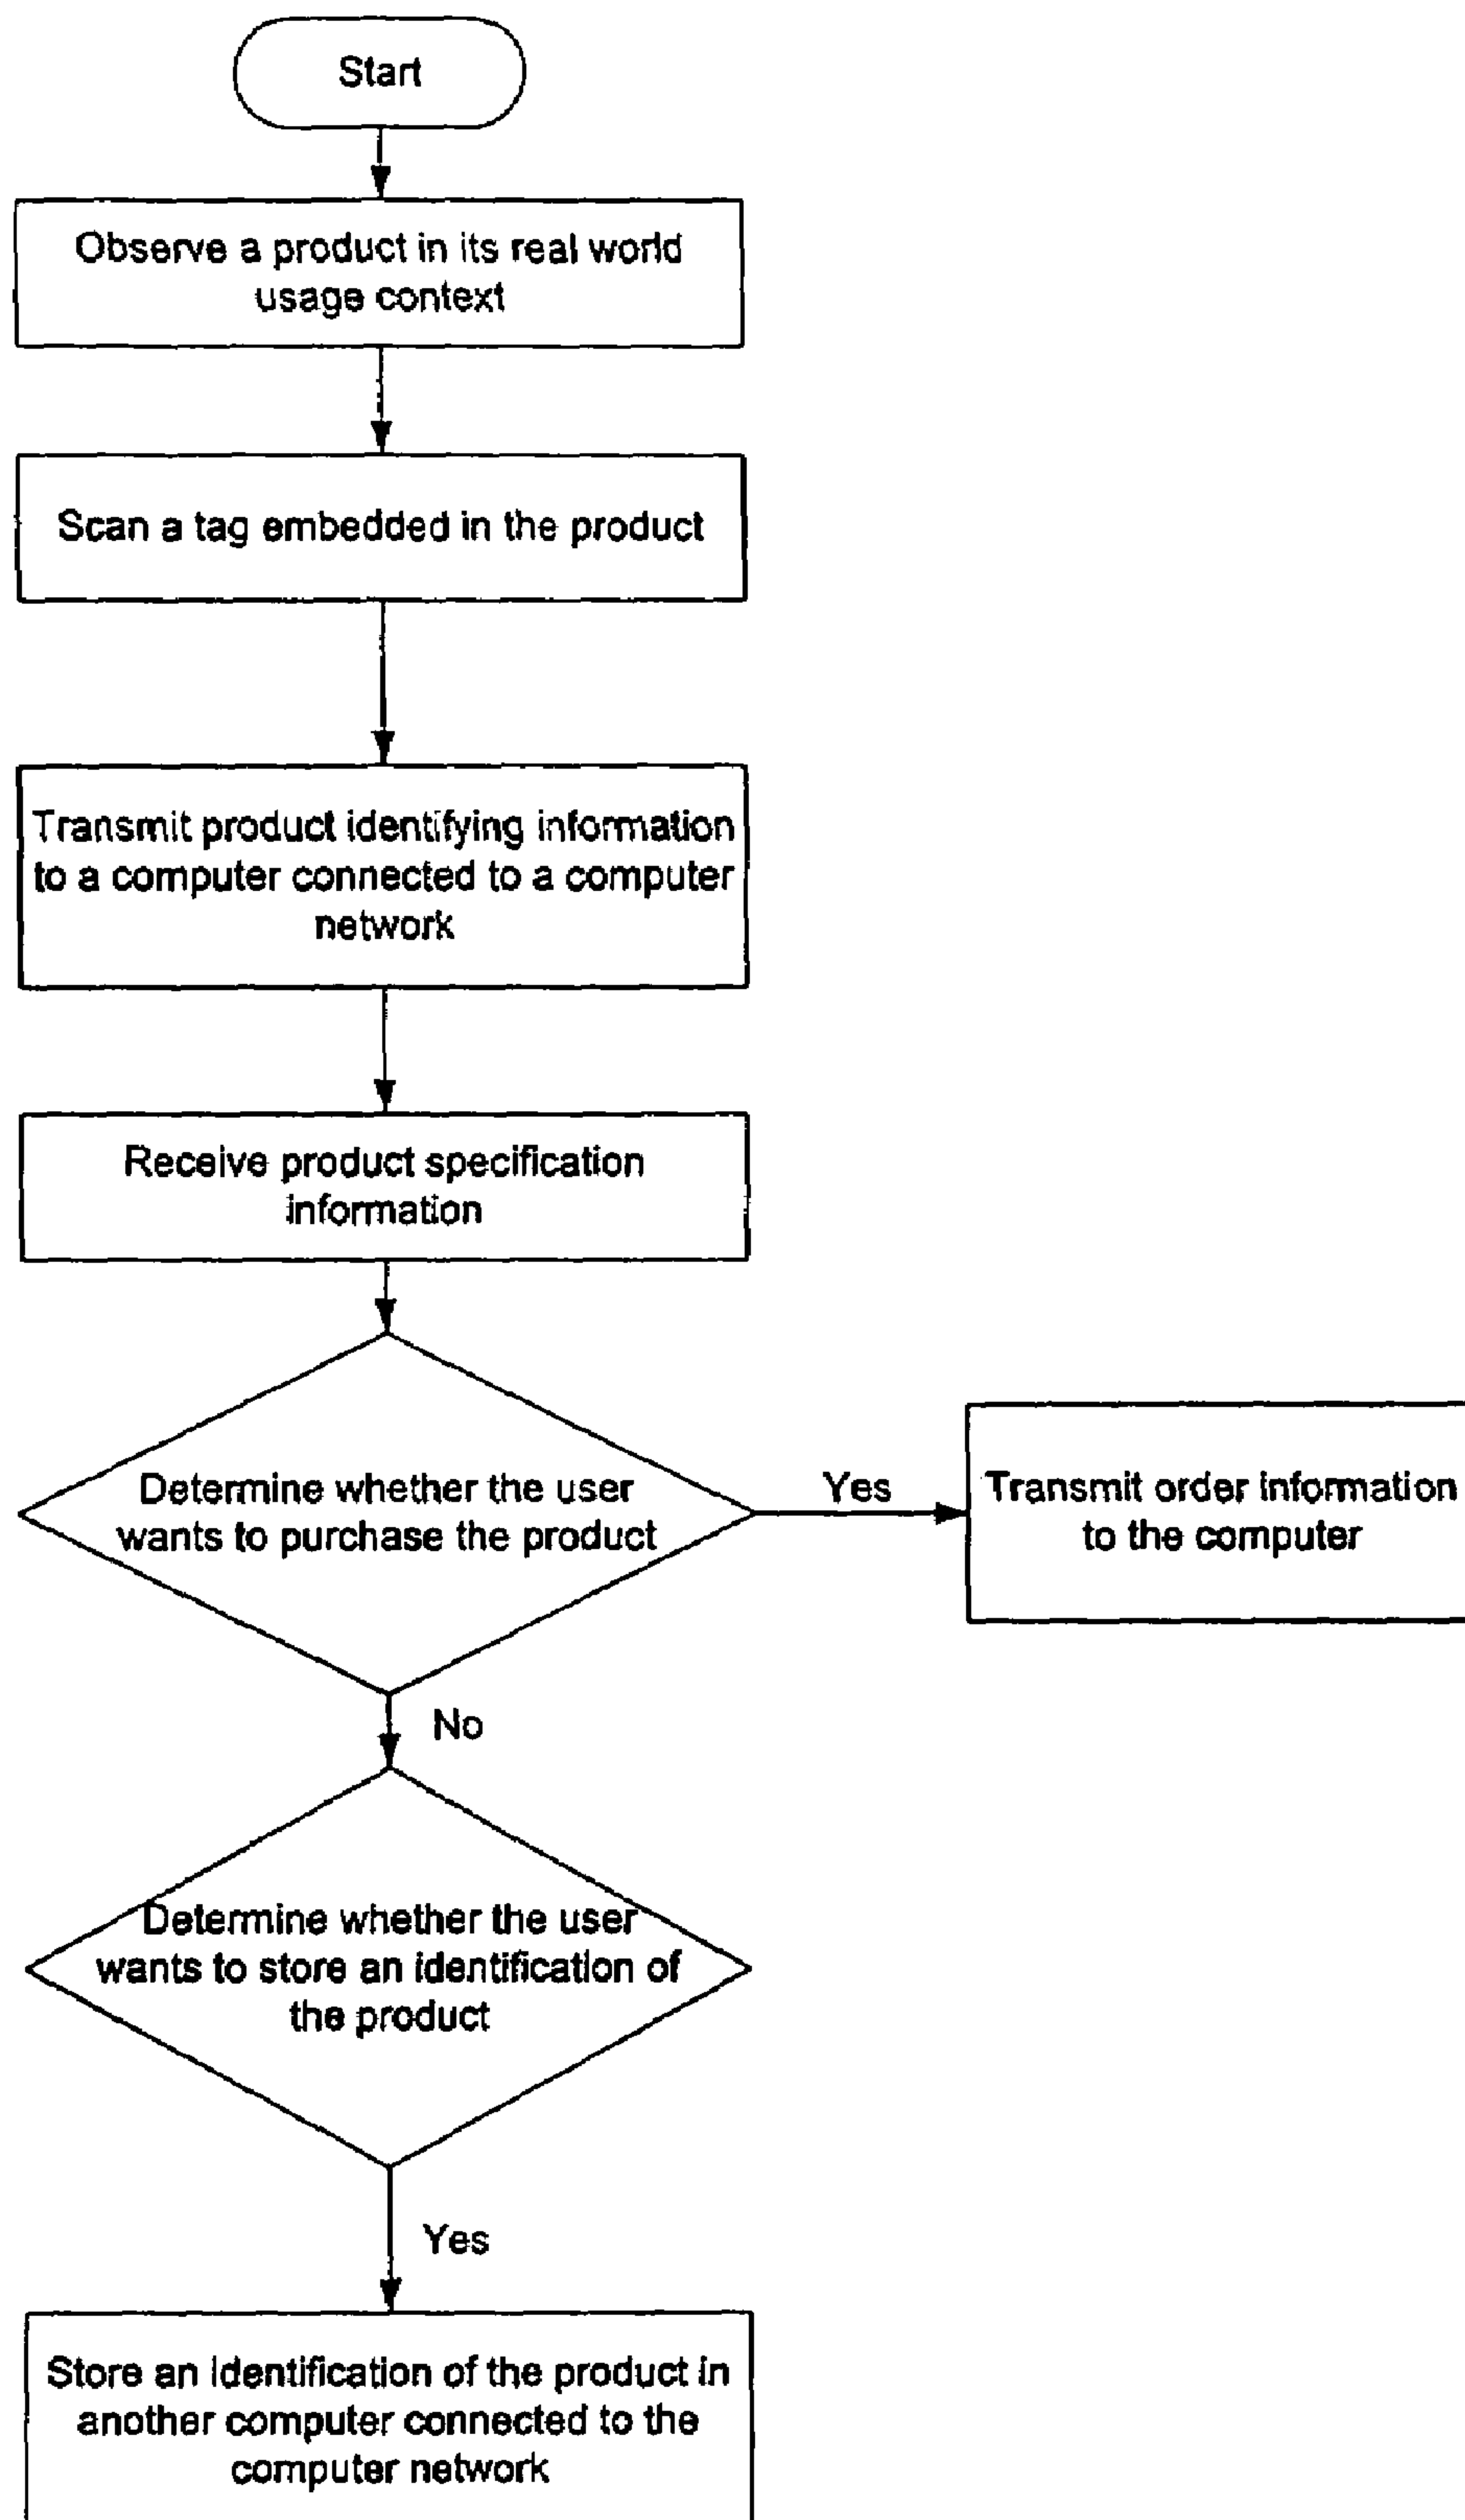 Start
Observe a product in its real world
usage context
Scan a tag embedded in the product
Transmit product identifying information
to a computer connected to a computer
network
Receive product specification
information
Determine whether the user
wants to purchase the product
Yes
Transmit order information
to the computer
No
Determine whether the user
wants to store an identification of
the product
Yes
Store an identification of the product in
another computer connected to the
computer network